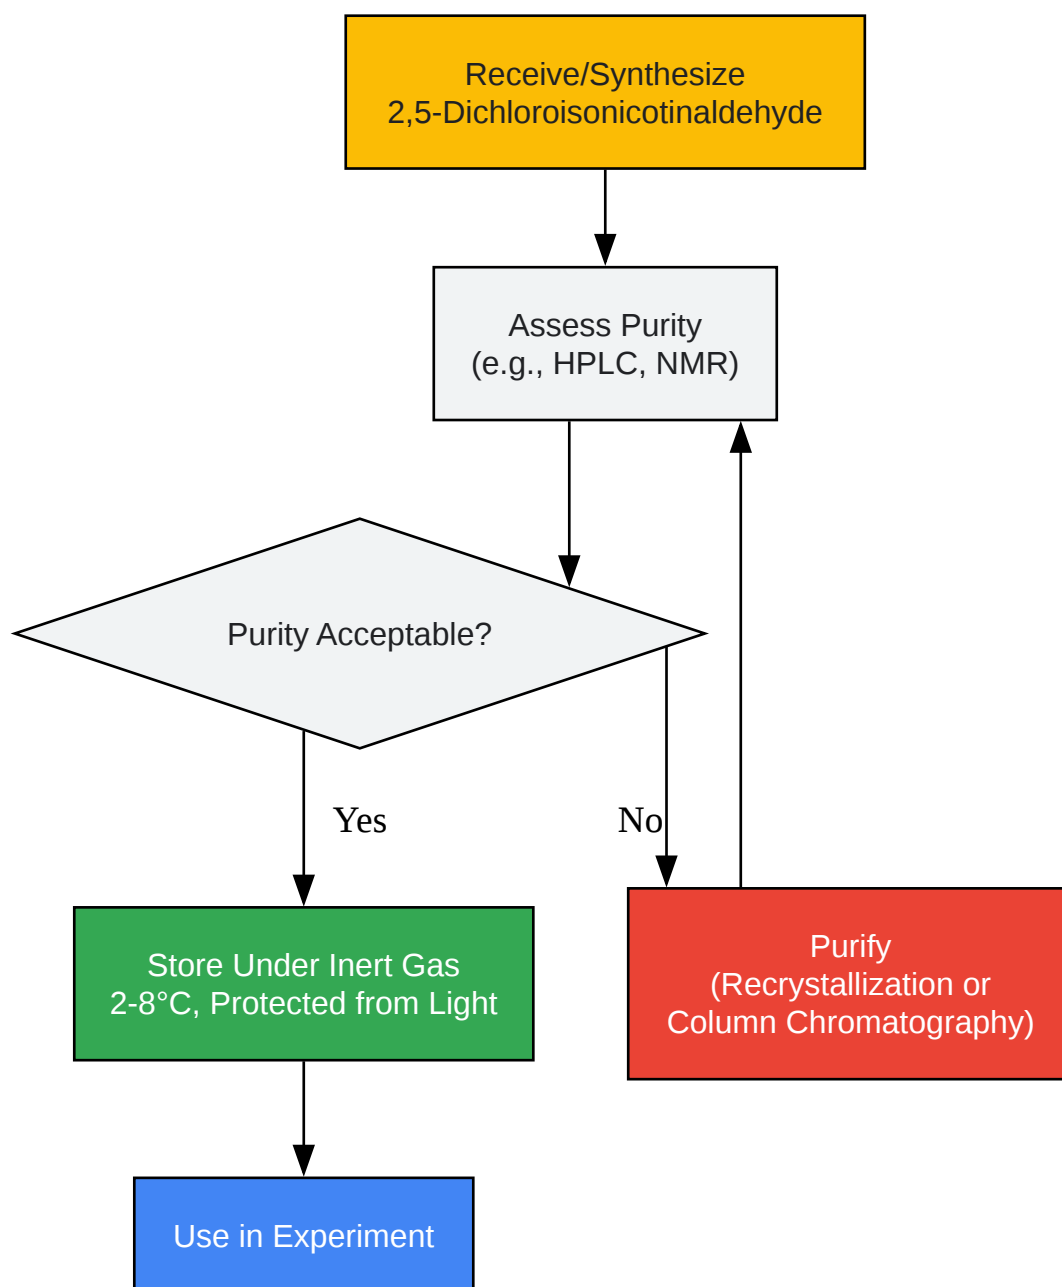 Receive/Synthesize
2,5-Dichloroisonicotinaldehyde
Assess Purity
(e.g., HPLC, NMR)
Purity Acceptable?
Yes
No
Store Under Inert Gas
2-8°C, Protected from Light
Purify
(Recrystallization or
Column Chromatography)
Use in Experiment